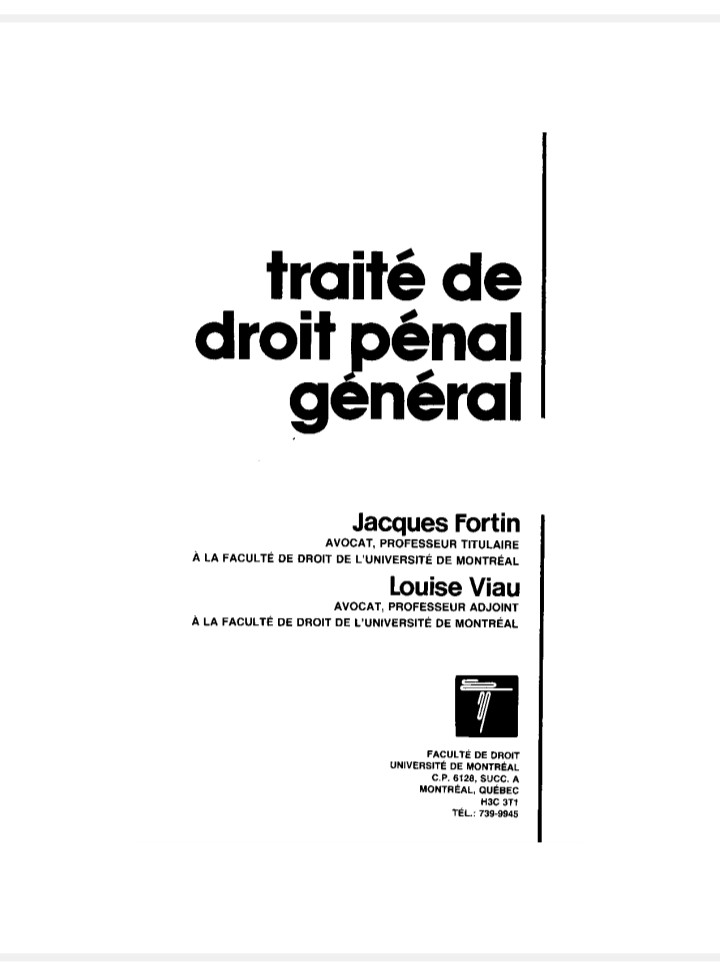 traité de
droit pénal
général
Jacques Fortin
AVOCAT, PROFESSEUR TITULAIRE
À LA FACULTÉ DE DROIT DE L'UNIVERSITÉ DE MONTRÉAL
Louise Viau
AVOCAT, PROFESSEUR ADJOINT
À LA FACULTÉ DE DROIT DE L'UNIVERSITÉ DE MONTRÉAL
FACULTÉ DE DROIT
UNIVERSITÉ DE MONTRÉAL
C.P. 6128, SUCC. A
MONTRÉAL, QUÉBEC
H3C 3T1
TÉL.: 739-9945